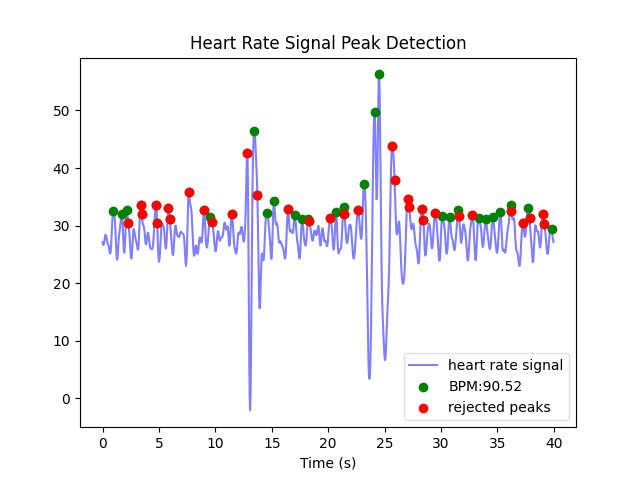 Heart Rate Signal Peak Detection
50
40
30
20
10
0
heart rate signal
BPM:90.52
rejected peaks
0 5 10 15 20 25 30 35 40
Time (s)